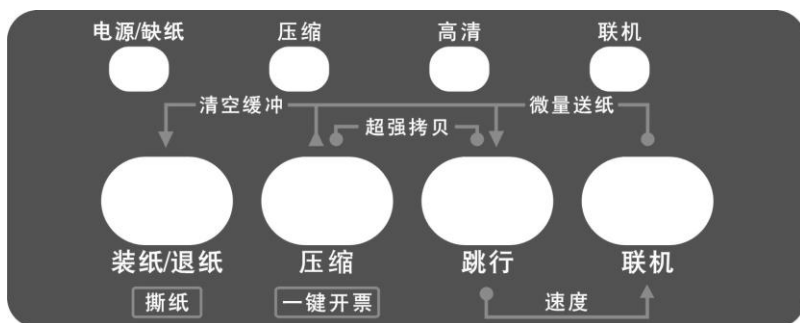 电源/缺纸 压缩 高清 联机
清空缓冲 微量送纸
超强拷贝
装纸/退纸 压缩 跳行 联机
撕纸 一键开票 速度